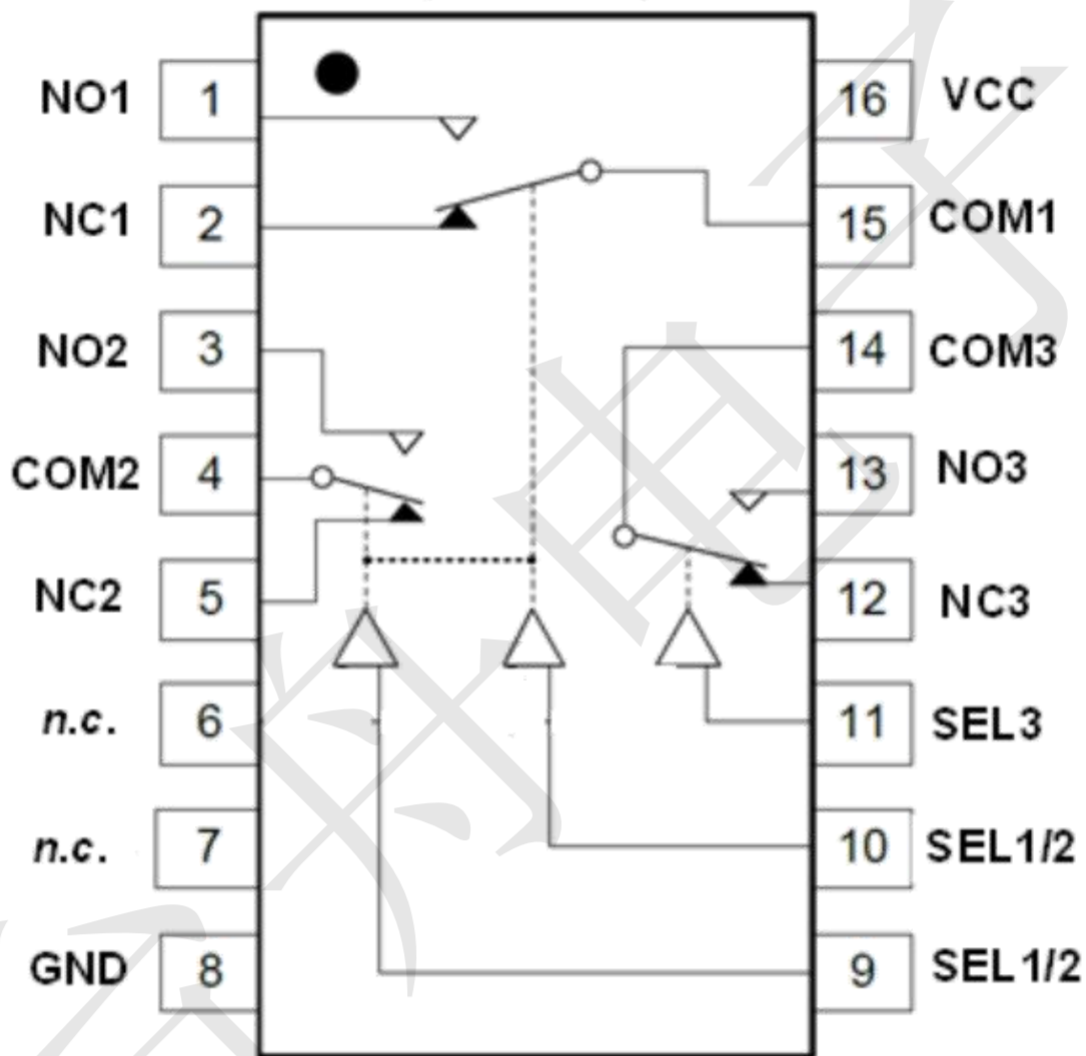 NO1 1 16 VCC
NC1 2 15 COM1
NO2 3 14 COM3
COM2 4 13 NO3
NC2 5 12 NC3
n.c. 6 11 SEL3
n.c. 7 10 SEL1/2
GND 8 9 SEL1/2